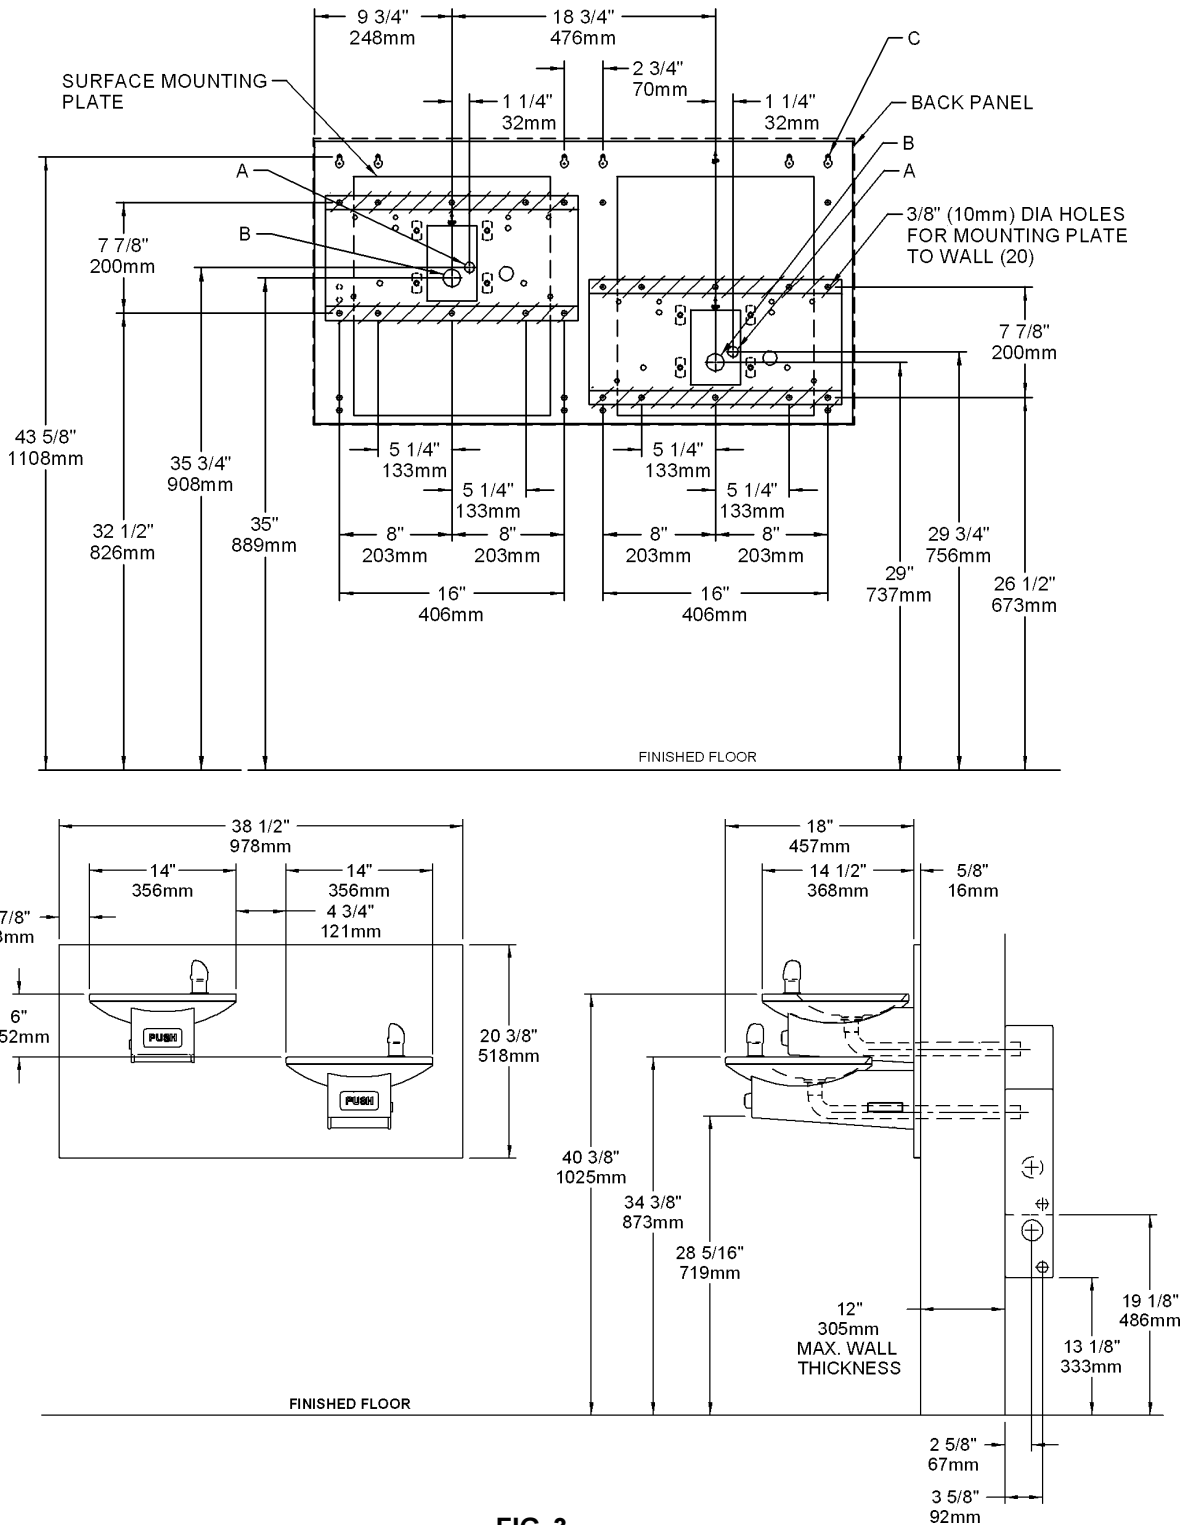 9 3/4"
248mm
18 3/4"
476mm
C
SURFACE MOUNTING
PLATE
2 3/4"
70mm
1 1/4"
32mm
1 1/4"
32mm
BACK PANEL
B
A
A
B
3/8" (10mm) DIA HOLES
FOR MOUNTING PLATE
TO WALL (20)
7 7/8"
200mm
7 7/8"
200mm
43 5/8"
1108mm
35 3/4"
908mm
5 1/4"
133mm
5 1/4"
133mm
5 1/4"
133mm
5 1/4"
133mm
32 1/2"
826mm
35"
889mm
8"
203mm
8"
203mm
8"
203mm
8"
203mm
29 3/4"
756mm
29"
737mm
26 1/2"
673mm
16"
406mm
16"
406mm
FINISHED FLOOR
38 1/2"
978mm
14"
356mm
14"
356mm
7/8"
mm
4 3/4"
121mm
18"
457mm
14 1/2"
368mm
5/8"
16mm
6"
52mm
PUSH
PUSH
20 3/8"
518mm
40 3/8"
1025mm
34 3/8"
873mm
28 5/16"
719mm
12"
305mm
MAX. WALL
THICKNESS
19 1/8"
486mm
13 1/8"
333mm
FINISHED FLOOR
2 5/8"
67mm
3 5/8"
92mm